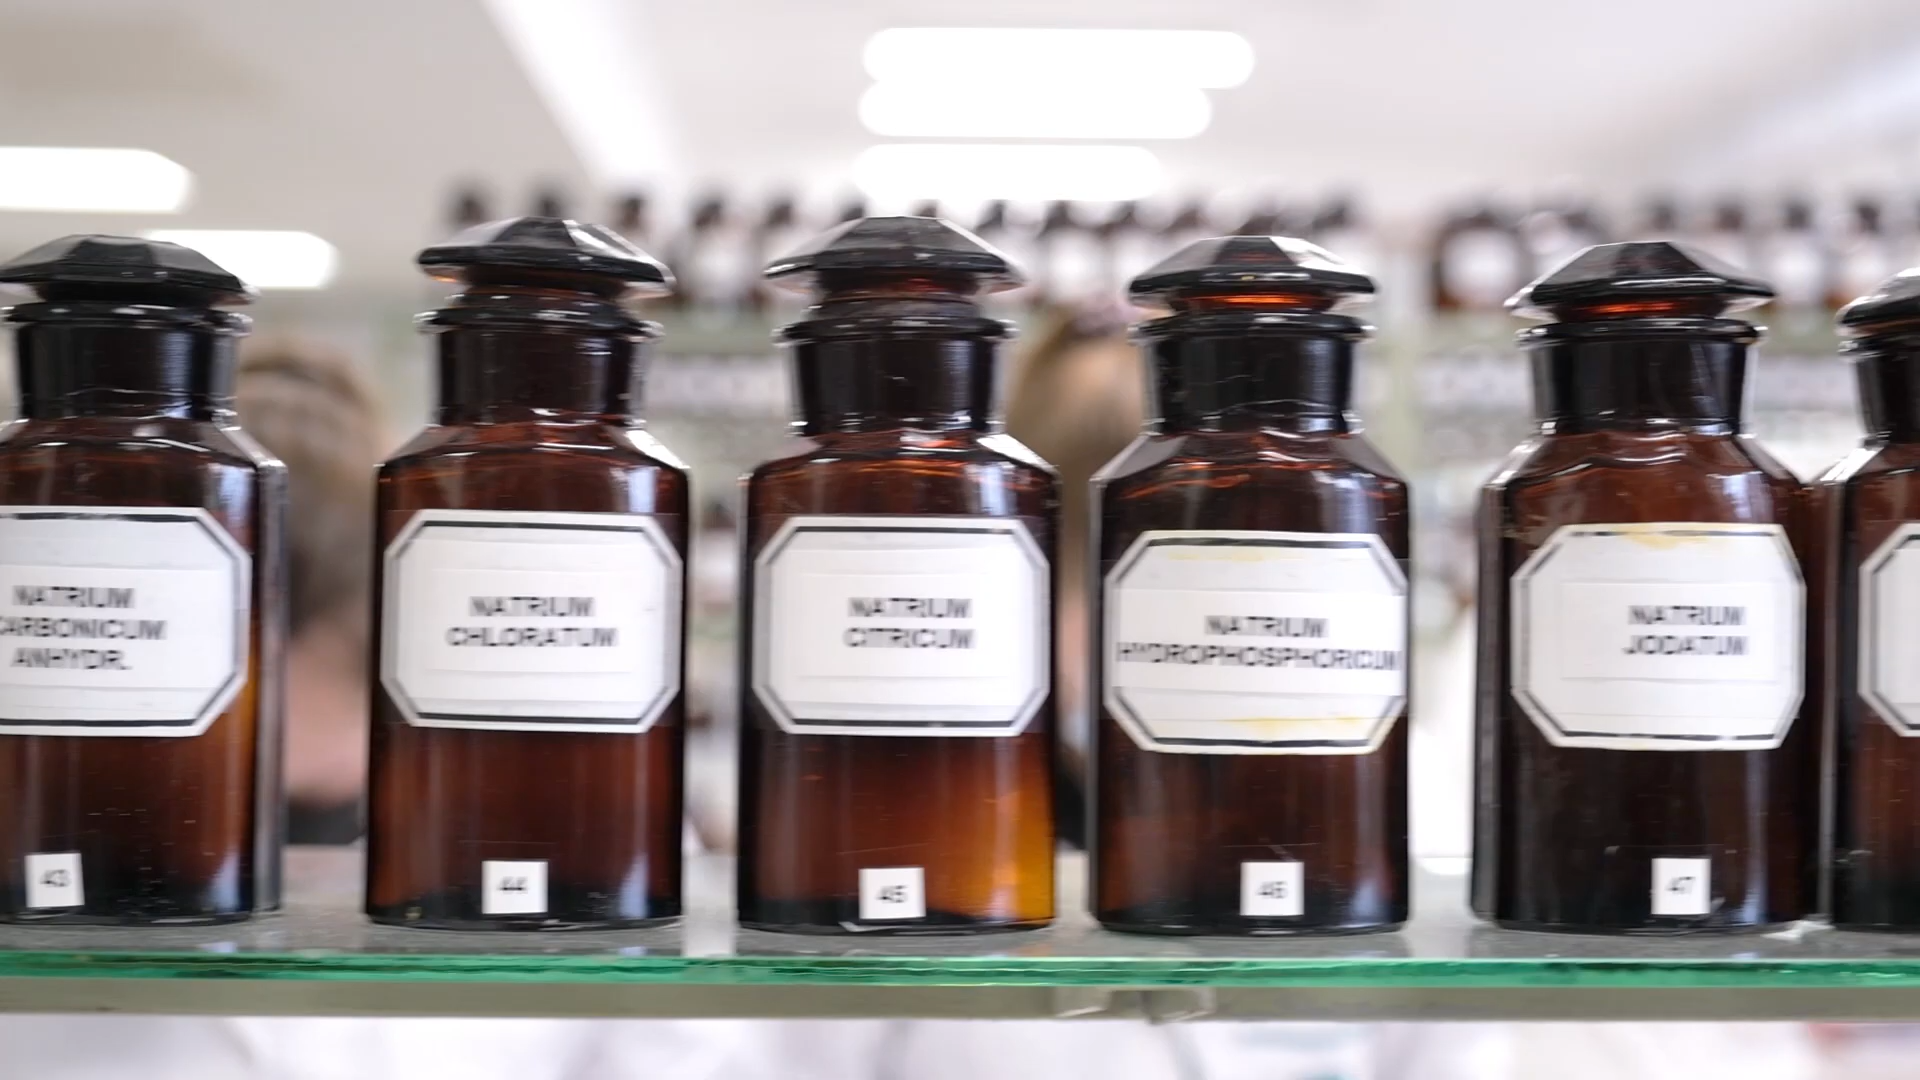 NATRIUM
CARBONICUM
ANHYDR.
43
NATRIUM
CHLORATUM
44
NATRIUM
CITRICUM
45
NATRIUM
HYDROPHOSPHORICUM
46
NATRIUM
JODATUM
47